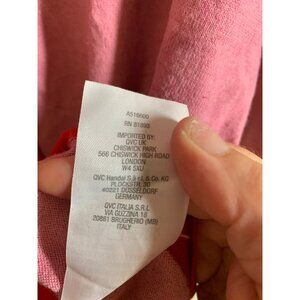 A516600
RN 81893
IMPORTED BY:
QVC UK
CHISWICK PARK
566 CHISWICK HIGH ROAD
LONDON
W4 5XU
QVC Handel S.à r.l. & Co. KG
PLOCKSTR. 30
40221 DÜSSELDORF
GERMANY
QVC ITALIA S.R.L
VIA GUZZINA 18
20861 BRUGHERIO (MB)
ITALY